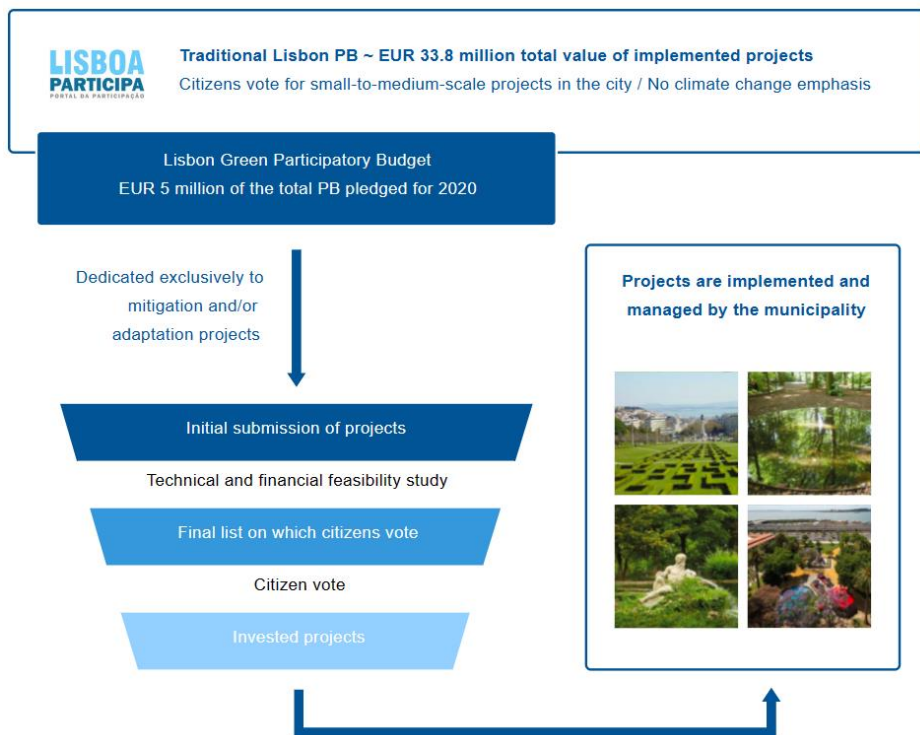 LISBOA
PARTICIPA
PORTAL DA PARTICIPAÇÃO
Traditional Lisbon PB ~ EUR 33.8 million total value of implemented projects
Citizens vote for small-to-medium-scale projects in the city / No climate change emphasis
Lisbon Green Participatory Budget
EUR 5 million of the total PB pledged for 2020
Dedicated exclusively to
mitigation and/or
adaptation projects
Initial submission of projects
Technical and financial feasibility study
Final list on which citizens vote
Citizen vote
Invested projects
Projects are implemented and
managed by the municipality